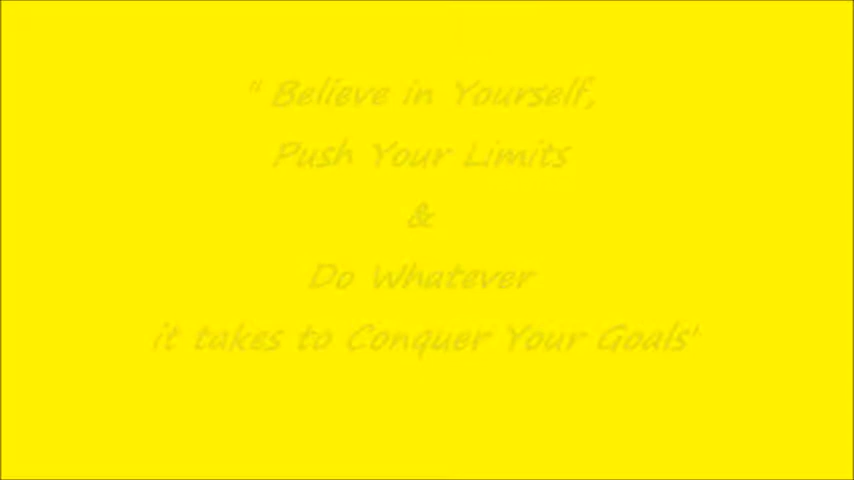 " Believe in Yourself,
Push Your Limits
&
Do Whatever
it takes to Conquer Your Goals'